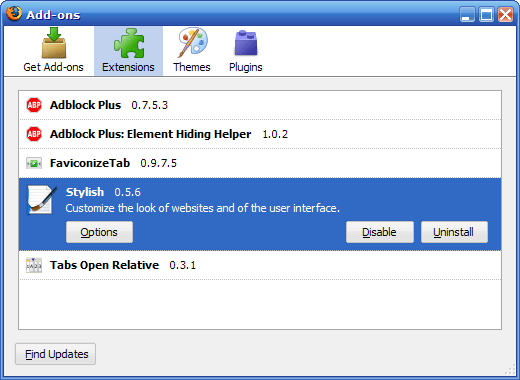 Add-ons
Get Add-ons Extensions Themes Plugins
ABP Adblock Plus 0.7.5.3
ABP Adblock Plus: Element Hiding Helper 1.0.2
FaviconizeTab 0.9.7.5
Stylish 0.5.6
Customize the look of websites and of the user interface.
Options Disable Uninstall
Tabs Open Relative 0.3.1
Find Updates